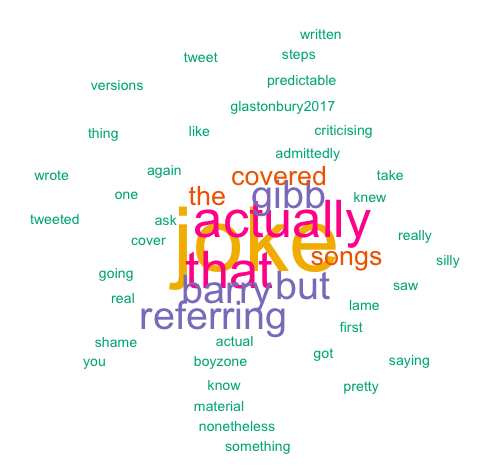 written
tweet
steps
versions
predictable
glastonbury2017
thing
like
criticising
admittedly
wrote
again
covered
take
one
the
gibb
knew
tweeted
ask
actually
cover
joke
really
songs
silly
going
that
real
barry
but
saw
referring
lame
first
shame
actual
you
boyzone
got
saying
know
pretty
material
nonetheless
something